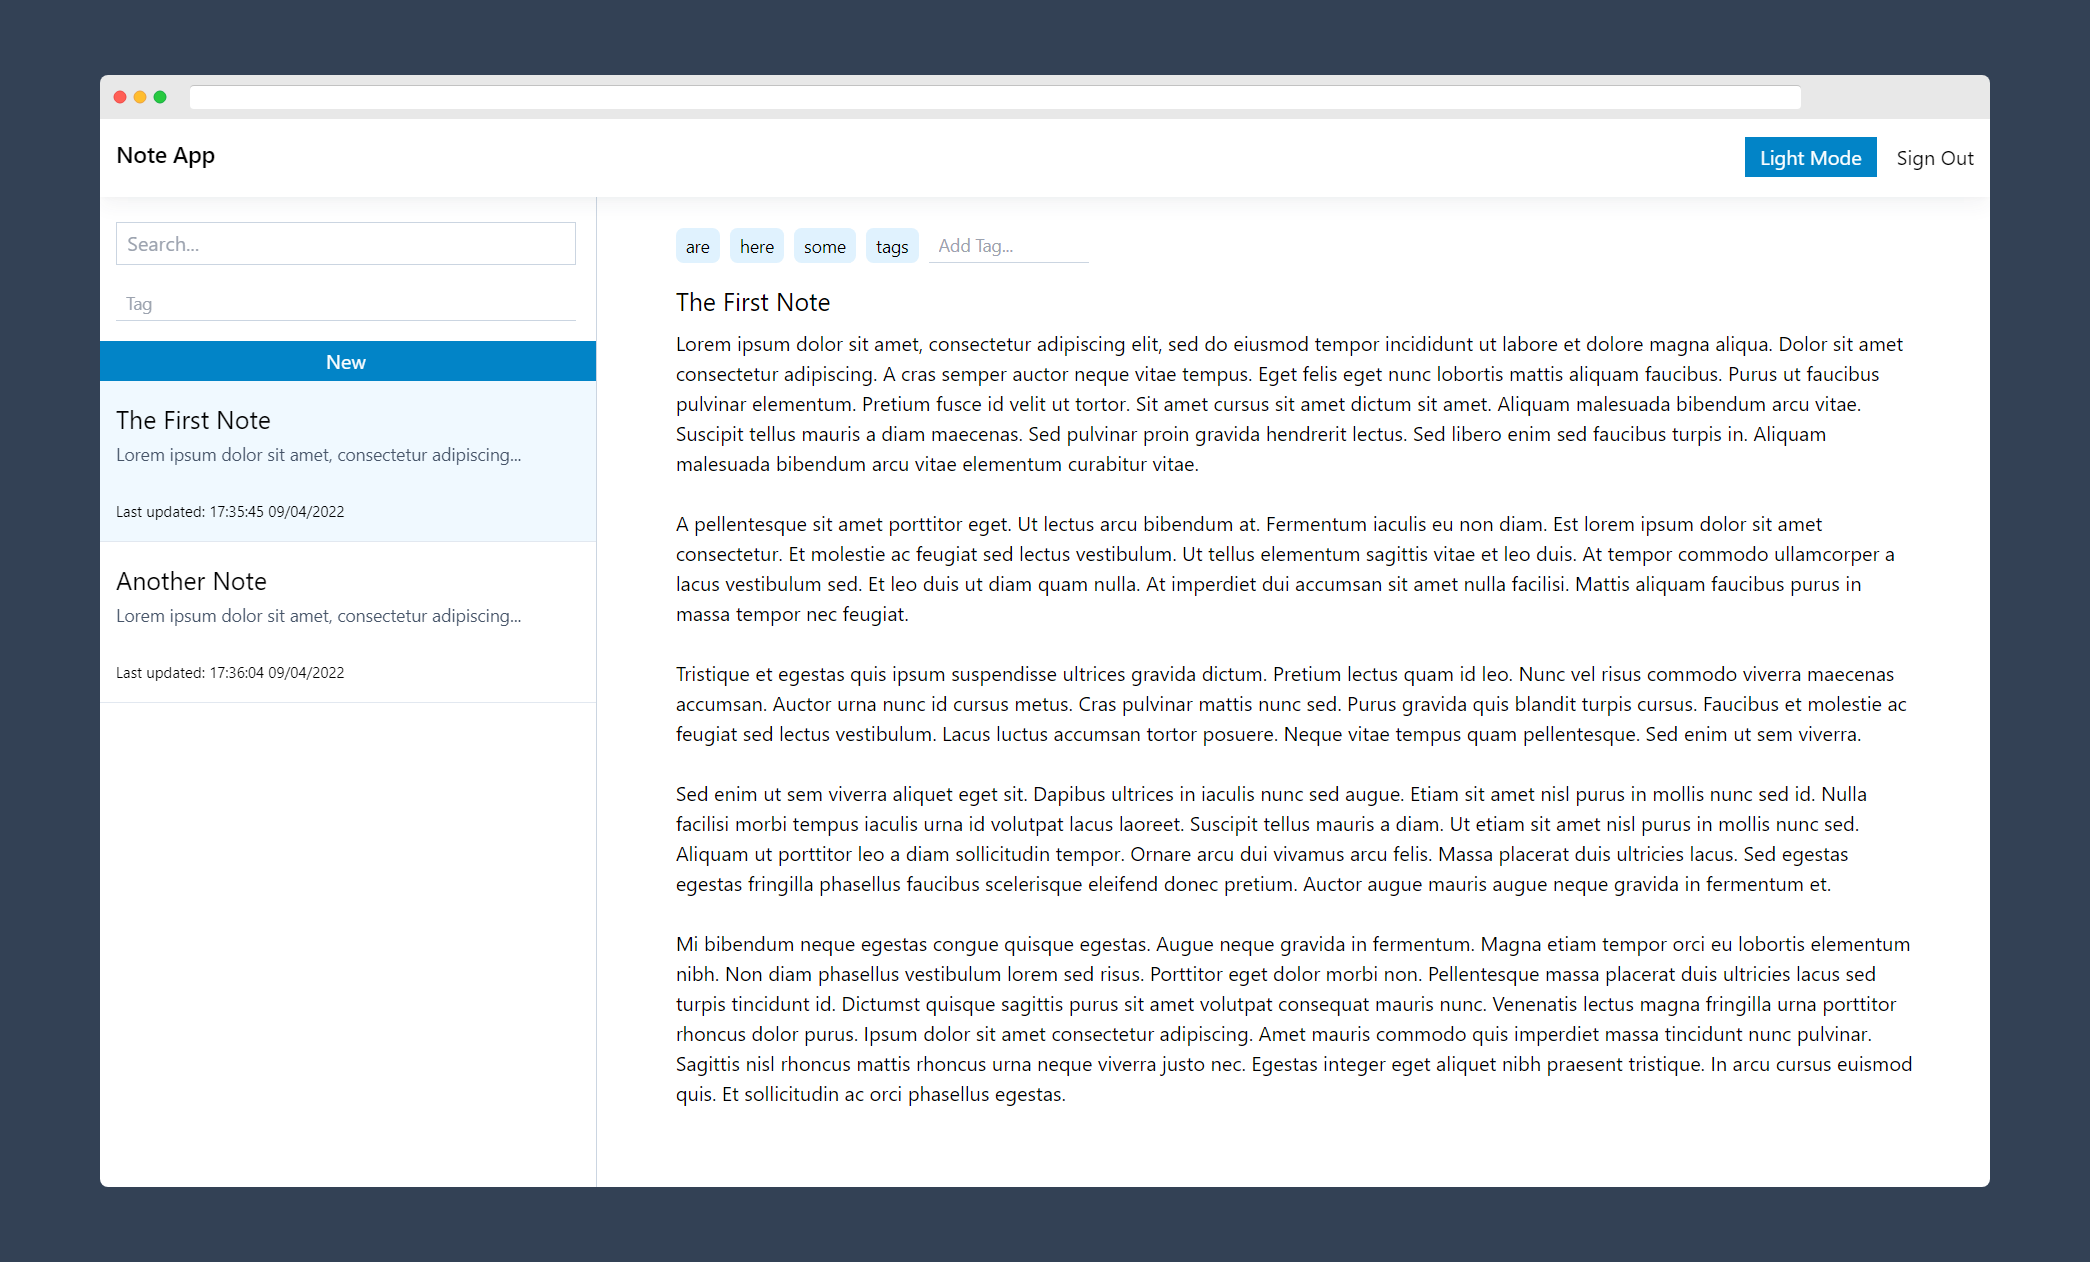 Note App
Light Mode
Sign Out
Search...
Tag
New
The First Note
Lorem ipsum dolor sit amet, consectetur adipiscing...
Last updated: 17:35:45 09/04/2022
Another Note
Lorem ipsum dolor sit amet, consectetur adipiscing...
Last updated: 17:36:04 09/04/2022
are
here
some
tags
Add Tag...
The First Note
Lorem ipsum dolor sit amet, consectetur adipiscing elit, sed do eiusmod tempor incididunt ut labore et dolore magna aliqua. Dolor sit amet
consectetur adipiscing. A cras semper auctor neque vitae tempus. Eget felis eget nunc lobortis mattis aliquam faucibus. Purus ut faucibus
pulvinar elementum. Pretium fusce id velit ut tortor. Sit amet cursus sit amet dictum sit amet. Aliquam malesuada bibendum arcu vitae.
Suscipit tellus mauris a diam maecenas. Sed pulvinar proin gravida hendrerit lectus. Sed libero enim sed faucibus turpis in. Aliquam
malesuada bibendum arcu vitae elementum curabitur vitae.
A pellentesque sit amet porttitor eget. Ut lectus arcu bibendum at. Fermentum iaculis eu non diam. Est lorem ipsum dolor sit amet
consectetur. Et molestie ac feugiat sed lectus vestibulum. Ut tellus elementum sagittis vitae et leo duis. At tempor commodo ullamcorper a
lacus vestibulum sed. Et leo duis ut diam quam nulla. At imperdiet dui accumsan sit amet nulla facilisi. Mattis aliquam faucibus purus in
massa tempor nec feugiat.
Tristique et egestas quis ipsum suspendisse ultrices gravida dictum. Pretium lectus quam id leo. Nunc vel risus commodo viverra maecenas
accumsan. Auctor urna nunc id cursus metus. Cras pulvinar mattis nunc sed. Purus gravida quis blandit turpis cursus. Faucibus et molestie ac
feugiat sed lectus vestibulum. Lacus luctus accumsan tortor posuere. Neque vitae tempus quam pellentesque. Sed enim ut sem viverra.
Sed enim ut sem viverra aliquet eget sit. Dapibus ultrices in iaculis nunc sed augue. Etiam sit amet nisl purus in mollis nunc sed id. Nulla
facilisi morbi tempus iaculis urna id volutpat lacus laoreet. Suscipit tellus mauris a diam. Ut etiam sit amet nisl purus in mollis nunc sed.
Aliquam ut porttitor leo a diam sollicitudin tempor. Ornare arcu dui vivamus arcu felis. Massa placerat duis ultricies lacus. Sed egestas
egestas fringilla phasellus faucibus scelerisque eleifend donec pretium. Auctor augue mauris augue neque gravida in fermentum et.
Mi bibendum neque egestas congue quisque egestas. Augue neque gravida in fermentum. Magna etiam tempor orci eu lobortis elementum
nibh. Non diam phasellus vestibulum lorem sed risus. Porttitor eget dolor morbi non. Pellentesque massa placerat duis ultricies lacus sed
turpis tincidunt id. Dictumst quisque sagittis purus sit amet volutpat consequat mauris nunc. Venenatis lectus magna fringilla urna porttitor
rhoncus dolor purus. Ipsum dolor sit amet consectetur adipiscing. Amet mauris commodo quis imperdiet massa tincidunt nunc pulvinar.
Sagittis nisl rhoncus mattis rhoncus urna neque viverra justo nec. Egestas integer eget aliquet nibh praesent tristique. In arcu cursus euismod
quis. Et sollicitudin ac orci phasellus egestas.